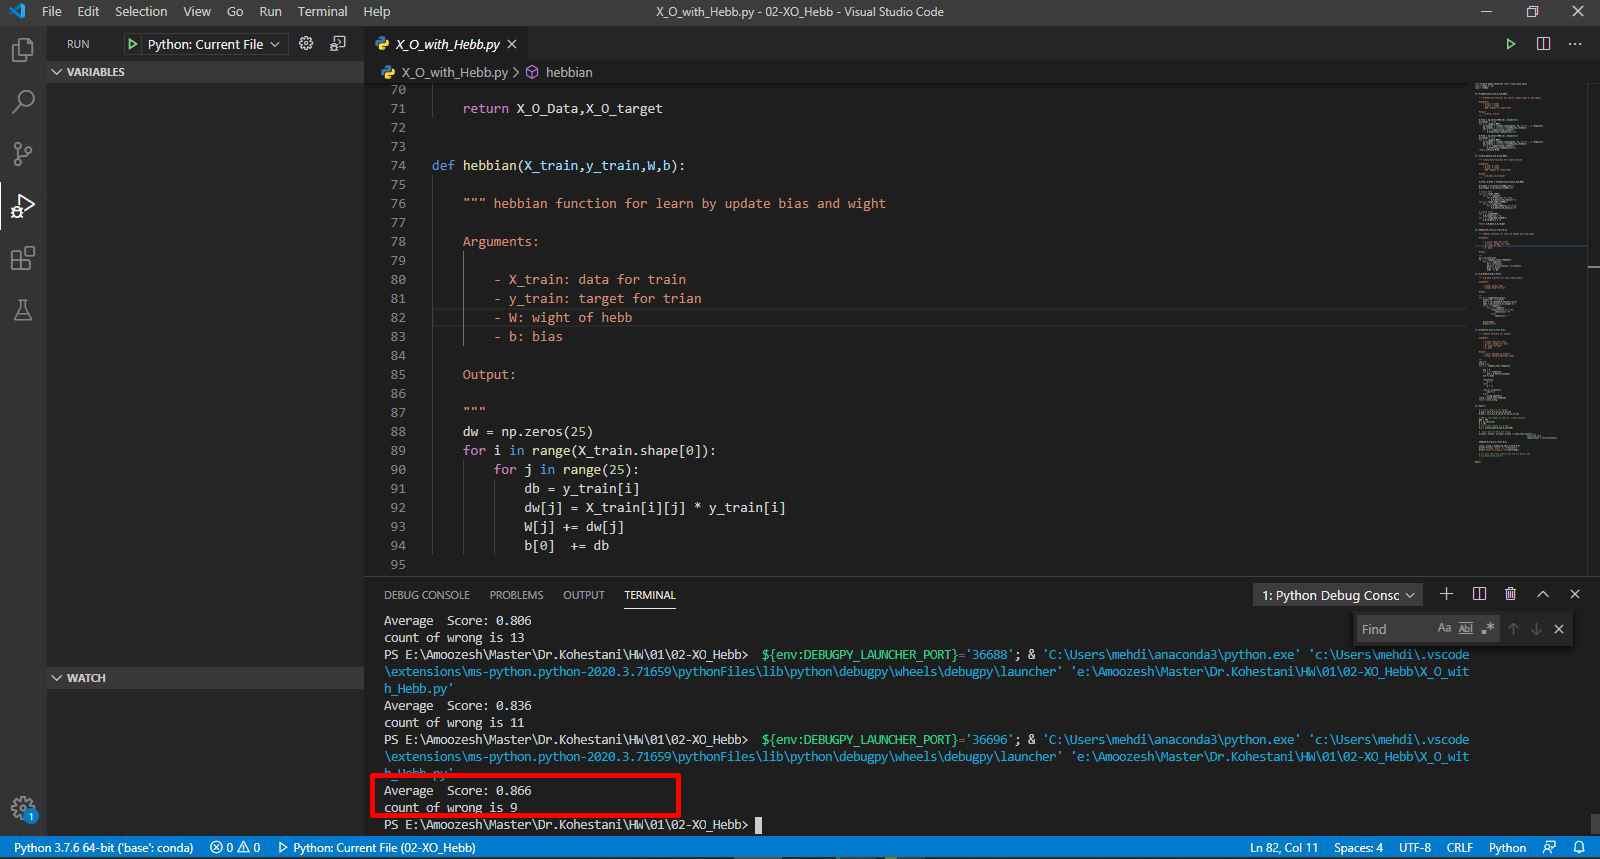 File Edit Selection View Go Run Terminal Help
X_O_with_Hebb.py - 02-XO_Hebb - Visual Studio Code
RUN Python: Current File
X_O_with_Hebb.py
X_O_with_Hebb.py > hebbian
VARIABLES
70
71 return X_O_Data,X_O_target
72
73
74 def hebbian(X_train,y_train,W,b):
75
76 """ hebbian function for learn by update bias and wight
77
78 Arguments:
79
80 - X_train: data for train
81 - y_train: target for trian
82 - W: wight of hebb
83 - b: bias
84
85 Output:
86
87 """
88 dw = np.zeros(25)
89 for i in range(X_train.shape[0]):
90 for j in range(25):
91 db = y_train[i]
92 dw[j] = X_train[i][j] * y_train[i]
93 W[j] += dw[j]
94 b[0]  += db
95
DEBUG CONSOLE PROBLEMS OUTPUT TERMINAL
1: Python Debug Consc
Find
Aa Abl .*
Average  Score: 0.806
count of wrong is 13
PS E:\Amoozesh\Master\Dr.Kohestani\HW\01\02-XO_Hebb>  ${env:DEBUGPY_LAUNCHER_PORT}='36688'; & 'C:\Users\mehdi\anaconda3\python.exe' 'c:\Users\mehdi\.vscode
\extensions\ms-python.python-2020.3.71659\pythonFiles\lib\python\debugpy\wheels\debugpy\launcher' 'e:\Amoozesh\Master\Dr.Kohestani\HW\01\02-XO_Hebb\X_O_wit
h_Hebb.py'
Average  Score: 0.836
count of wrong is 11
PS E:\Amoozesh\Master\Dr.Kohestani\HW\01\02-XO_Hebb>  ${env:DEBUGPY_LAUNCHER_PORT}='36696'; & 'C:\Users\mehdi\anaconda3\python.exe' 'c:\Users\mehdi\.vscode
\extensions\ms-python.python-2020.3.71659\pythonFiles\lib\python\debugpy\wheels\debugpy\launcher' 'e:\Amoozesh\Master\Dr.Kohestani\HW\01\02-XO_Hebb\X_O_wit
h_Hebb.py'
Average  Score: 0.866
count of wrong is 9
PS E:\Amoozesh\Master\Dr.Kohestani\HW\01\02-XO_Hebb>
WATCH
1
Python 3.7.6 64-bit ('base': conda) 0 0 Python: Current File (02-XO_Hebb)
Ln 82, Col 11 Spaces: 4 UTF-8 CRLF Python